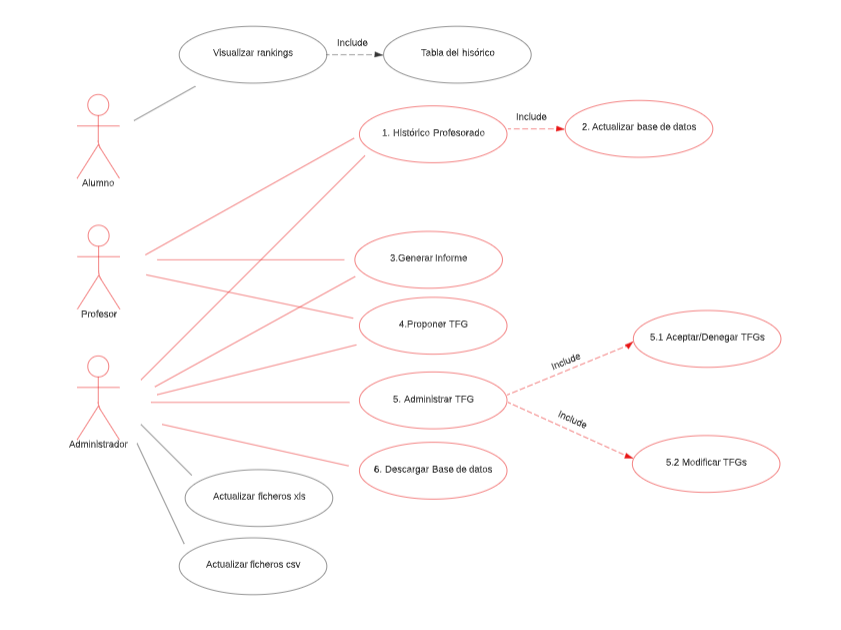 Visualizar rankings
Include
Tabla del hisórico
Alumno
1. Histórico Profesorado
Include
2. Actualizar base de datos
Profesor
3.Generar Informe
4.Proponer TFG
Include
5.1 Aceptar/Denegar TFGs
Administrador
5. Administrar TFG
Include
5.2 Modificar TFGs
6. Descargar Base de datos
Actualizar ficheros xls
Actualizar ficheros csv